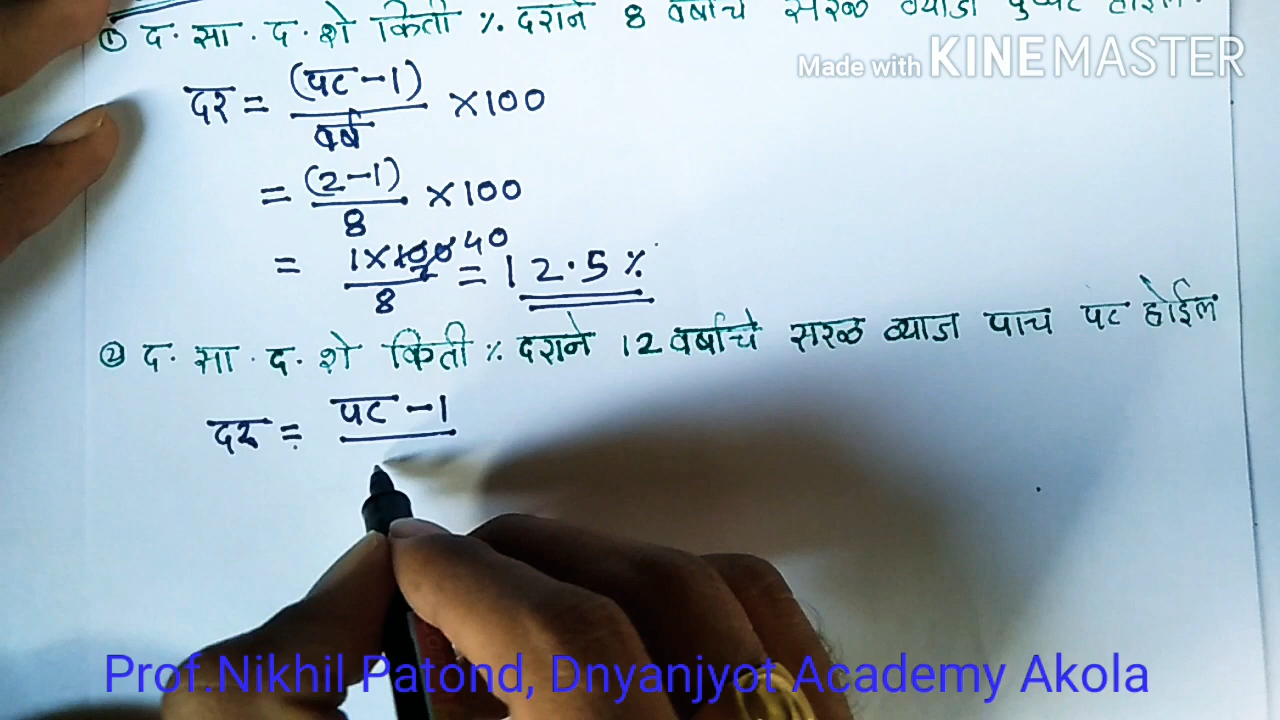 ① द. सा. द. शे किती % दराने 8 वर्षाचे सरळ व्याज दुप्पट होईल.
Made with KINEMASTER
दर = (पट - 1) / वर्ष × 100
= (2-1) / 8 × 100
= 1×100 / 8 = 12.5 %
② द. सा. द. शे किती % दराने 12 वर्षाचे सरळ व्याज पाच पट होईल
दर = पट - 1
Prof.Nikhil Patond, Dnyanjyot Academy Akola